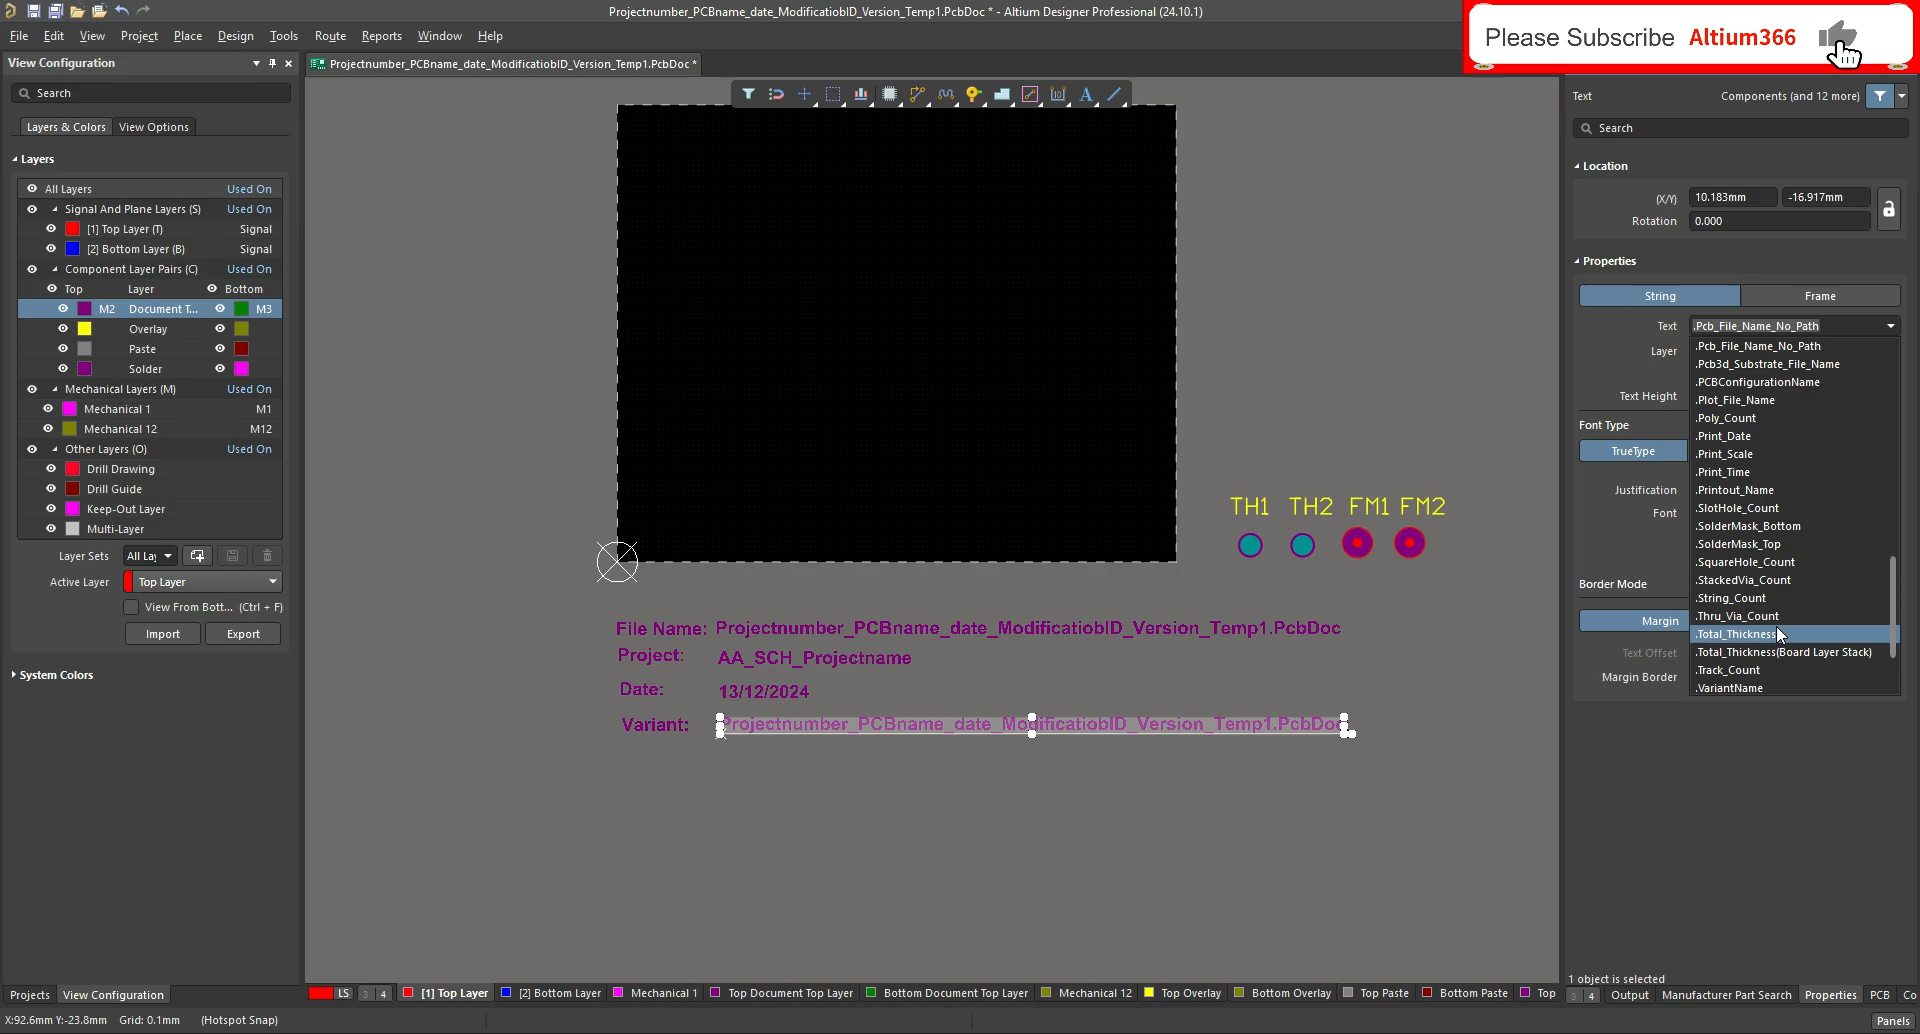 Projectnumber_PCBname_date_ModificatiobID_Version_Temp1.PcbDoc * - Altium Designer Professional (24.10.1)
File Edit View Project Place Design Tools Route Reports Window Help
Please Subscribe Altium366
View Configuration
Projectnumber_PCBname_date_ModificatiobID_Version_Temp1.PcbDoc *
Search
Layers & Colors View Options
Layers
All Layers Used On
Signal And Plane Layers (S) Used On
[1] Top Layer (T) Signal
[2] Bottom Layer (B) Signal
Component Layer Pairs (C) Used On
Top Layer Bottom
M2 Document T... M3
Overlay
Paste
Solder
Mechanical Layers (M) Used On
Mechanical 1 M1
Mechanical 12 M12
Other Layers (O) Used On
Drill Drawing
Drill Guide
Keep-Out Layer
Multi-Layer
Layer Sets All Lay
Active Layer Top Layer
View From Bott... (Ctrl + F)
Import Export
System Colors
TH1 TH2 FM1 FM2
File Name: Projectnumber_PCBname_date_ModificatiobID_Version_Temp1.PcbDoc
Project: AA_SCH_Projectname
Date: 13/12/2024
Variant: Projectnumber_PCBname_date_ModificatiobID_Version_Temp1.PcbDoc
Text Components (and 12 more)
Search
Location
(X/Y) 10.183mm -16.917mm
Rotation 0.000
Properties
String Frame
Text .Pcb_File_Name_No_Path
Layer
Text Height
Font Type
TrueType
Justification
Font
Border Mode
Margin
Text Offset
Margin Border
.Pcb_File_Name_No_Path
.Pcb3d_Substrate_File_Name
.PCBConfigurationName
.Plot_File_Name
.Poly_Count
.Print_Date
.Print_Scale
.Print_Time
.Printout_Name
.SlotHole_Count
.SolderMask_Bottom
.SolderMask_Top
.SquareHole_Count
.StackedVia_Count
.String_Count
.Thru_Via_Count
.Total_Thickness
.Total_Thickness(Board Layer Stack)
.Track_Count
.VariantName
1 object is selected
Projects View Configuration
LS 3 4 [1] Top Layer [2] Bottom Layer Mechanical 1 Top Document Top Layer Bottom Document Top Layer Mechanical 12 Top Overlay Bottom Overlay Top Paste Bottom Paste Top
3 4 Output Manufacturer Part Search Properties PCB Co
X:92.6mm Y:-23.8mm Grid: 0.1mm (Hotspot Snap)
Panels